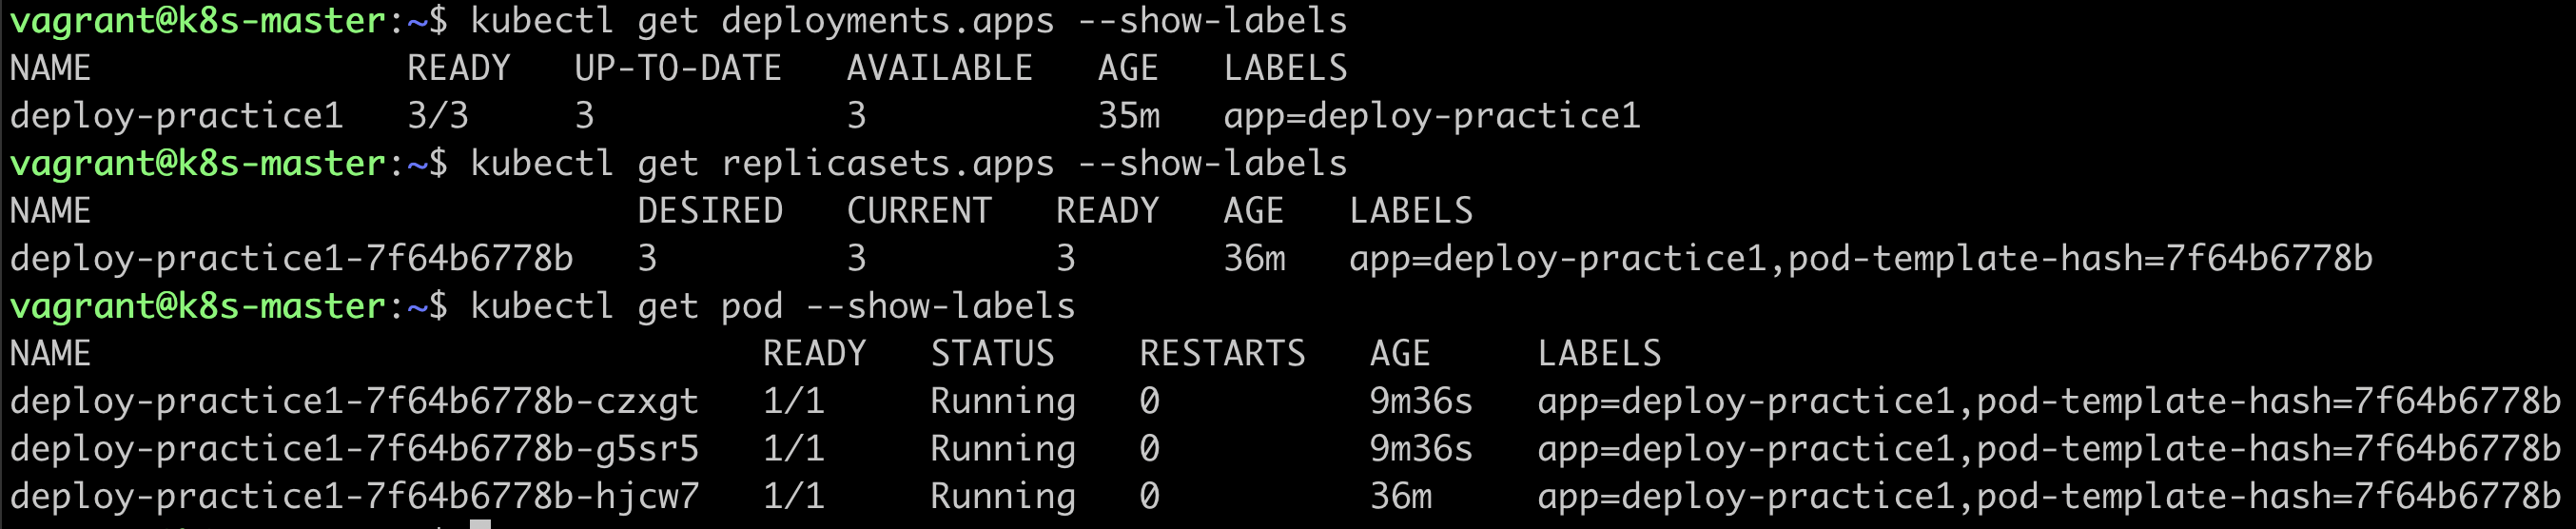 vagrant@k8s-master:~$ kubectl get deployments.apps --show-labels
NAME               READY   UP-TO-DATE   AVAILABLE   AGE   LABELS
deploy-practice1   3/3     3            3           35m   app=deploy-practice1
vagrant@k8s-master:~$ kubectl get replicasets.apps --show-labels
NAME                          DESIRED   CURRENT   READY   AGE   LABELS
deploy-practice1-7f64b6778b   3         3         3       36m   app=deploy-practice1,pod-template-hash=7f64b6778b
vagrant@k8s-master:~$ kubectl get pod --show-labels
NAME                                READY   STATUS    RESTARTS   AGE     LABELS
deploy-practice1-7f64b6778b-czxgt   1/1     Running   0          9m36s   app=deploy-practice1,pod-template-hash=7f64b6778b
deploy-practice1-7f64b6778b-g5sr5   1/1     Running   0          9m36s   app=deploy-practice1,pod-template-hash=7f64b6778b
deploy-practice1-7f64b6778b-hjcw7   1/1     Running   0          36m     app=deploy-practice1,pod-template-hash=7f64b6778b